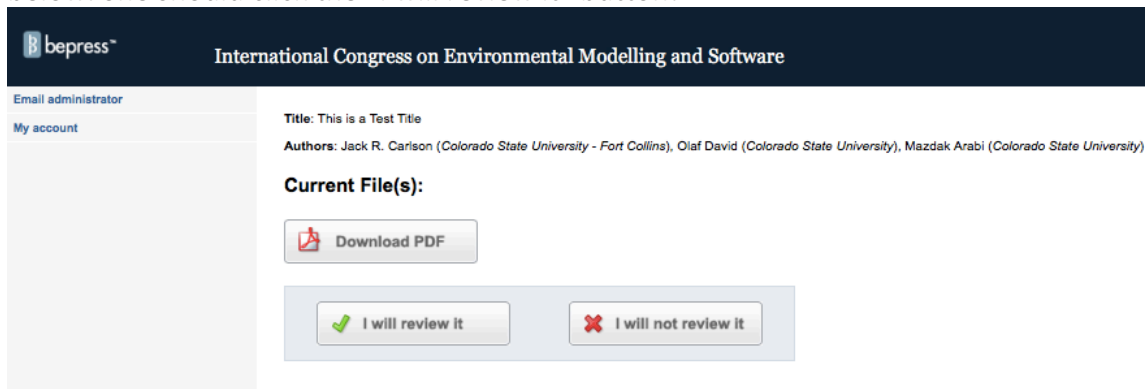 bepress™
International Congress on Environmental Modelling and Software
Email administrator
My account
Title: This is a Test Title
Authors: Jack R. Carlson (Colorado State University - Fort Collins), Olaf David (Colorado State University), Mazdak Arabi (Colorado State University)
Current File(s):
Download PDF
I will review it
I will not review it